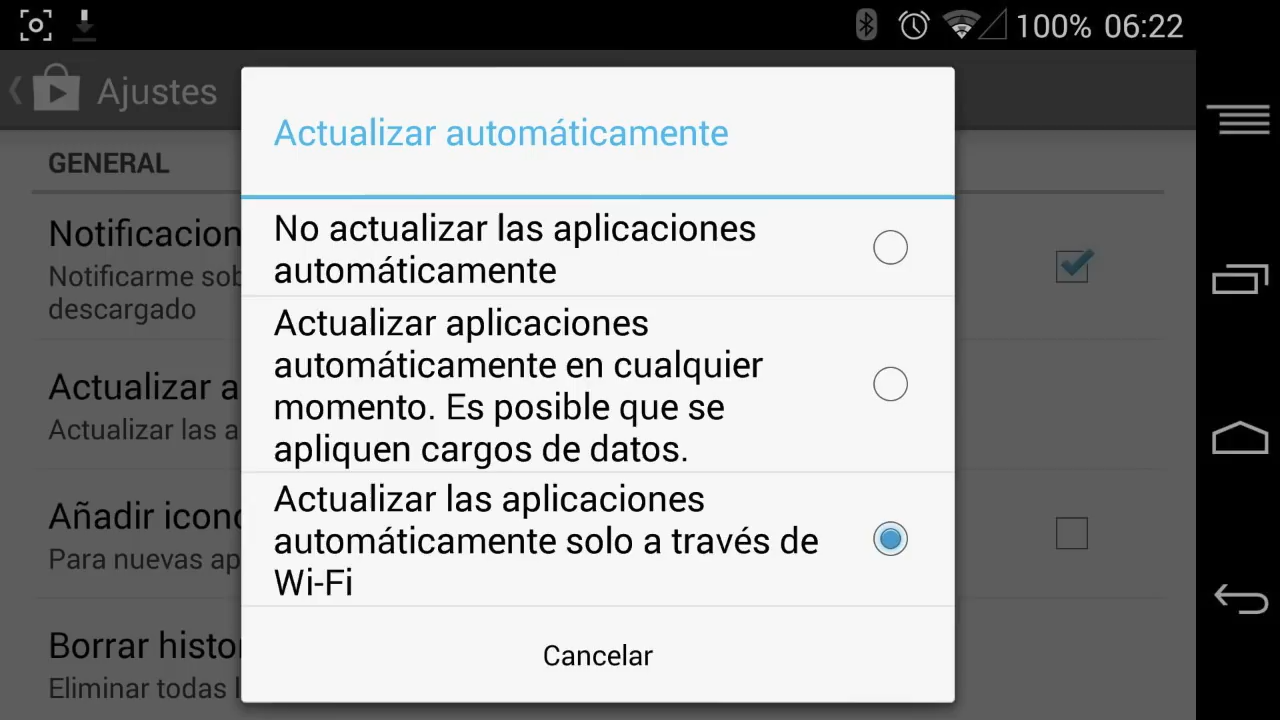 100% 06:22
Ajustes
Actualizar automáticamente
GENERAL
No actualizar las aplicaciones
automáticamente
Notificacion
Notificarme sob
descargado
Actualizar aplicaciones
automáticamente en cualquier
momento. Es posible que se
apliquen cargos de datos.
Actualizar a
Actualizar las a
Actualizar las aplicaciones
automáticamente solo a través de
Wi-Fi
Añadir icono
Para nuevas ap
Borrar histor
Eliminar todas l
Cancelar